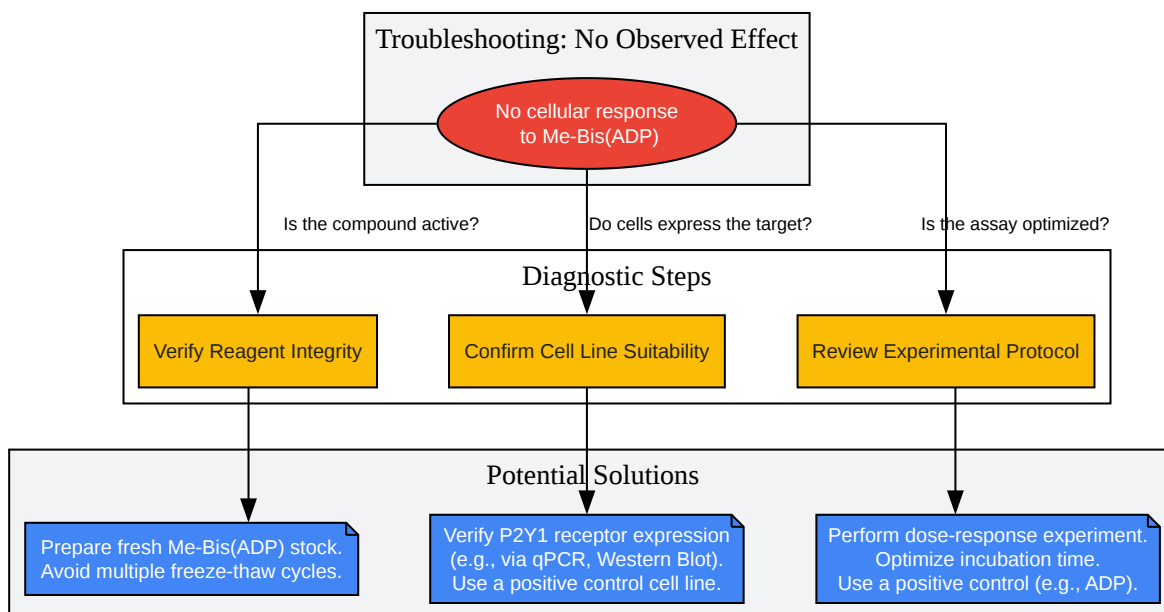 Troubleshooting: No Observed Effect
No cellular response
to Me-Bis(ADP)
Is the compound active?
Do cells express the target?
Is the assay optimized?
Diagnostic Steps
Verify Reagent Integrity
Confirm Cell Line Suitability
Review Experimental Protocol
Potential Solutions
Prepare fresh Me-Bis(ADP) stock.
Avoid multiple freeze-thaw cycles.
Verify P2Y1 receptor expression
(e.g., via qPCR, Western Blot).
Use a positive control cell line.
Perform dose-response experiment.
Optimize incubation time.
Use a positive control (e.g., ADP).